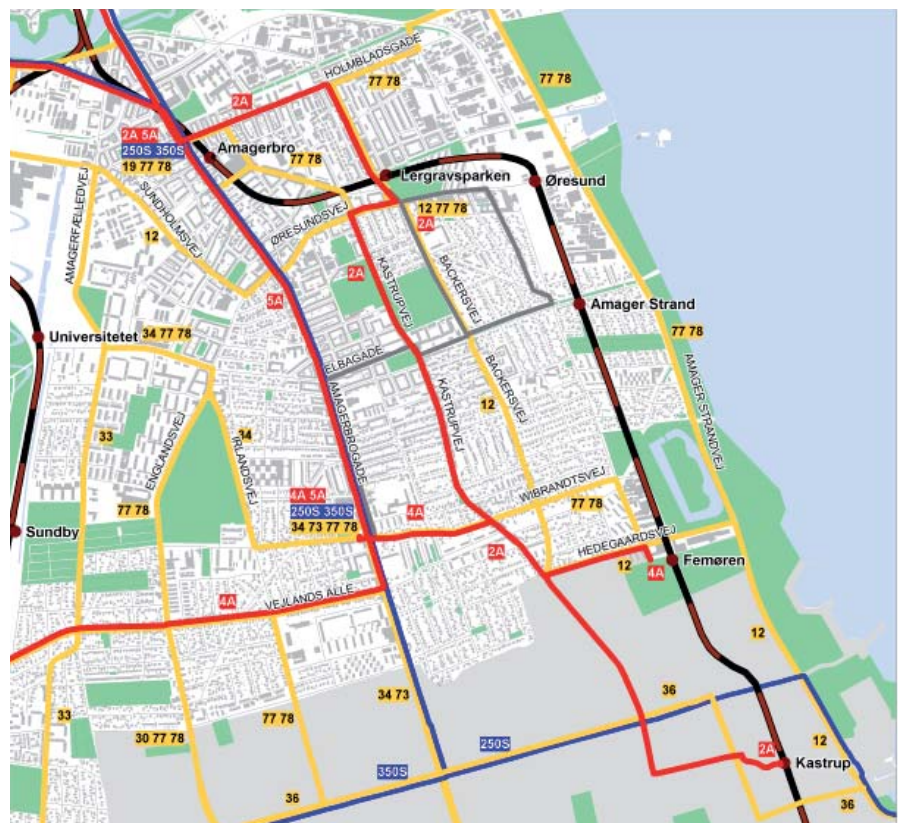 HOLMBLADSGADE
77 78
77 78
2A
2A 5A
250S 350S
19 77 78
Amagerbro
77 78
Lergravsparken
Øresund
AMAGERFÆLLEDVEJ
SUNDHOLMSVEJ
12
ØRESUNDSVEJ
12 77 78
2A
2A
KASTRUPVEJ
BACKERSVEJ
5A
Amager Strand
Universitetet
34 77 78
77 78
ELBAGADE
AMAGERBROGADE
KASTRUPVEJ
BACKERSVEJ
AMAGER STRANDVEJ
12
33
ENGLANDSVEJ
IRLANDSVEJ
34
77 78
4A 5A
250S 350S
34 73 77 78
4A
WIBRANDTSVEJ
77 78
Sundby
2A
HEDEGAARDSVEJ
12
4A
Femøren
4A
VEJLANDS ALLE
12
33
30 77 78
77 78
34 73
36
250S
350S
2A
12
Kastrup
36
36